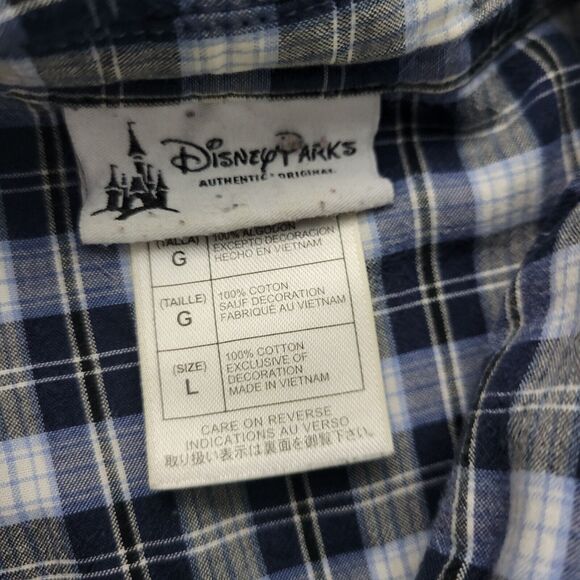 Disney Parks
AUTHENTIC ORIGINAL
(TALLA)
G
100% ALGODON
EXCEPTO DECORACION
HECHO EN VIETNAM
(TAILLE)
G
100% COTON
SAUF DECORATION
FABRIQUÉ AU VIETNAM
(SIZE)
L
100% COTTON
EXCLUSIVE OF
DECORATION
MADE IN VIETNAM
CARE ON REVERSE
INDICATIONS AU VERSO
取り扱い表示は裏面を御覧下さい。